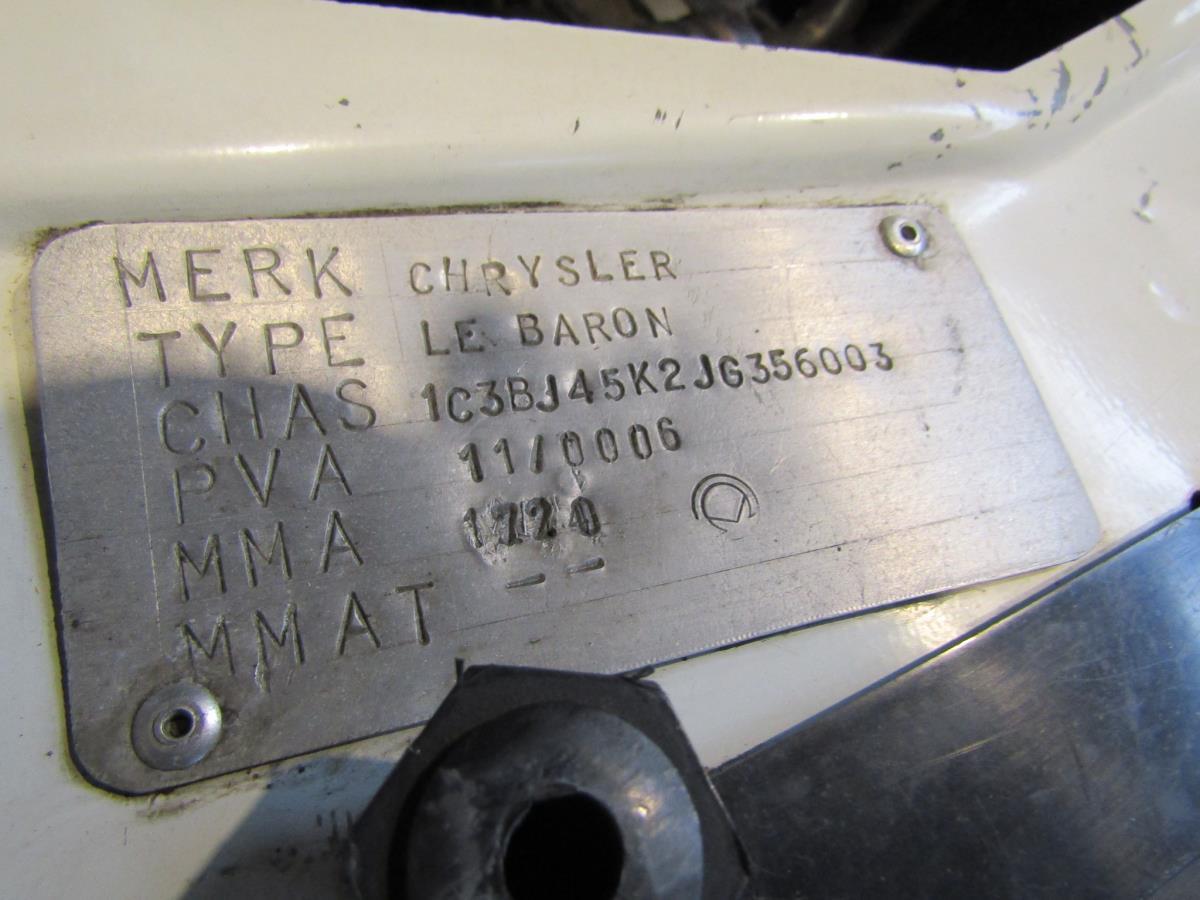 MERK CHRYSLER
TYPE LE BARON
CHAS 1C3BJ45K2JG356003
PVA 11/0006
MMA 1720
MMAT --